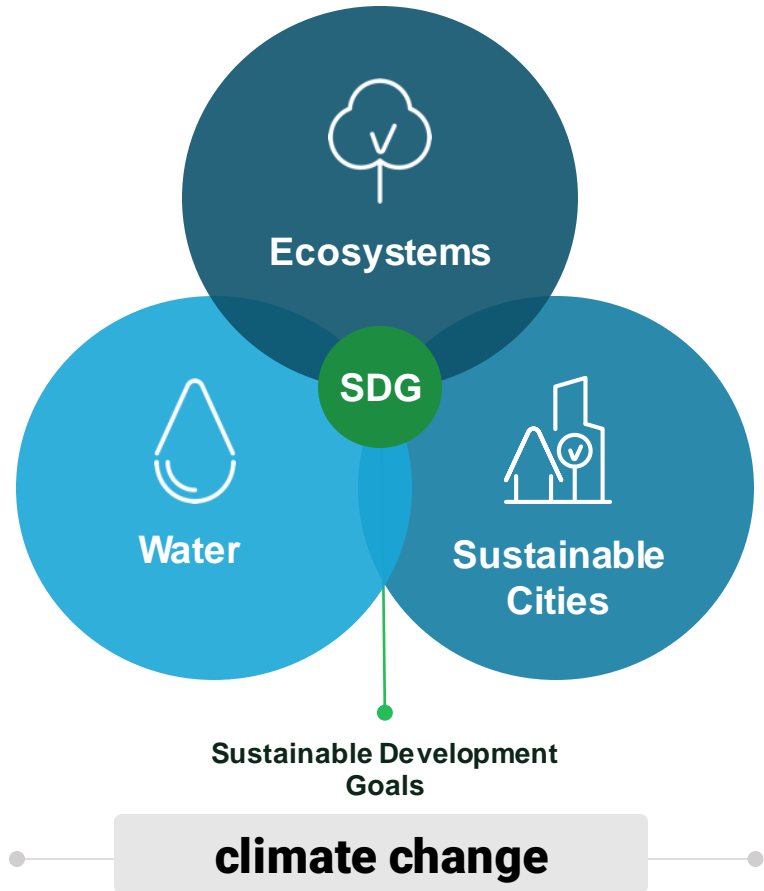 Ecosystems
SDG
Water
Sustainable
Cities
Sustainable Development
Goals
climate change